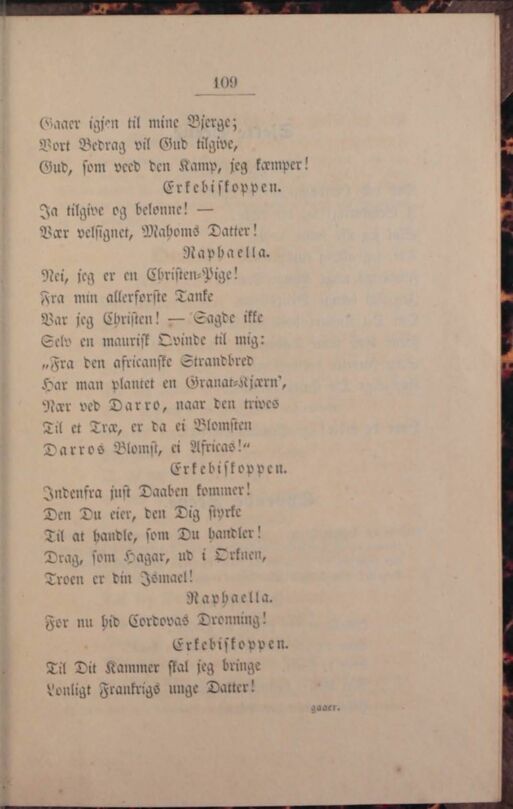 109
Gaaer igjen til mine Bjerge;
Vort Bedrag vil Gud tilgive,
Gud, som veed den Kamp, jeg kæmper!
Erkebiskoppen.
Ja tilgive og belønne! —
Vær velsignet, Mahoms Datter!
Raphaella.
Nei, jeg er en Christen-Pige!
Fra min allerførste Tanke
Var jeg Christen! — Sagde ikke
Selv en maurisk Qvinde til mig:
„Fra den africanske Strandbred
Har man plantet en Granat-Kjærn',
Nær ved Darro, naar den trives
Til et Træ, er da ei Blomsten
Darros Blomst, ei Africas!“
Erkebiskoppen.
Indenfra just Daaben kommer!
Den Du eier, den Dig styrke
Til at handle, som Du handler!
Drag, som Hagar, ud i Ørknen,
Troen er din Ismael!
Raphaella.
Før nu hid Cordovas Dronning!
Erkebiskoppen.
Til Dit Kammer skal jeg bringe
Lønligt Frankrigs unge Datter!
gaaer.